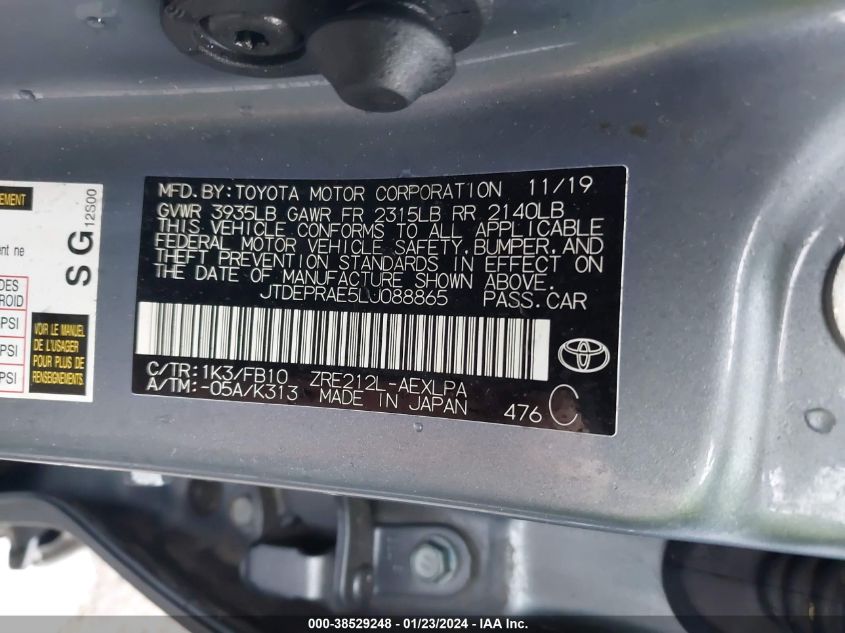 MFD. BY: TOYOTA MOTOR CORPORATION 11/19
GVWR 3935LB GAWR FR 2315LB RR 2140LB
THIS VEHICLE CONFORMS TO ALL APPLICABLE
FEDERAL MOTOR VEHICLE SAFETY, BUMPER, AND
THEFT PREVENTION STANDARDS IN EFFECT ON
THE DATE OF MANUFACTURE SHOWN ABOVE.
JTDEPRAE5LJ088865 PASS. CAR
C/TR: 1K3/FB10 ZRE212L-AEXLPA
A/TM: -05A/K313 MADE IN JAPAN
476 C
SG
12S00
ent ne
PSI
PSI
PSI
VOIR LE MANUEL
DE L'USAGER
POUR PLUS DE
RENSEIGNEMENTS
000-38529248 - 01/23/2024 - IAA Inc.